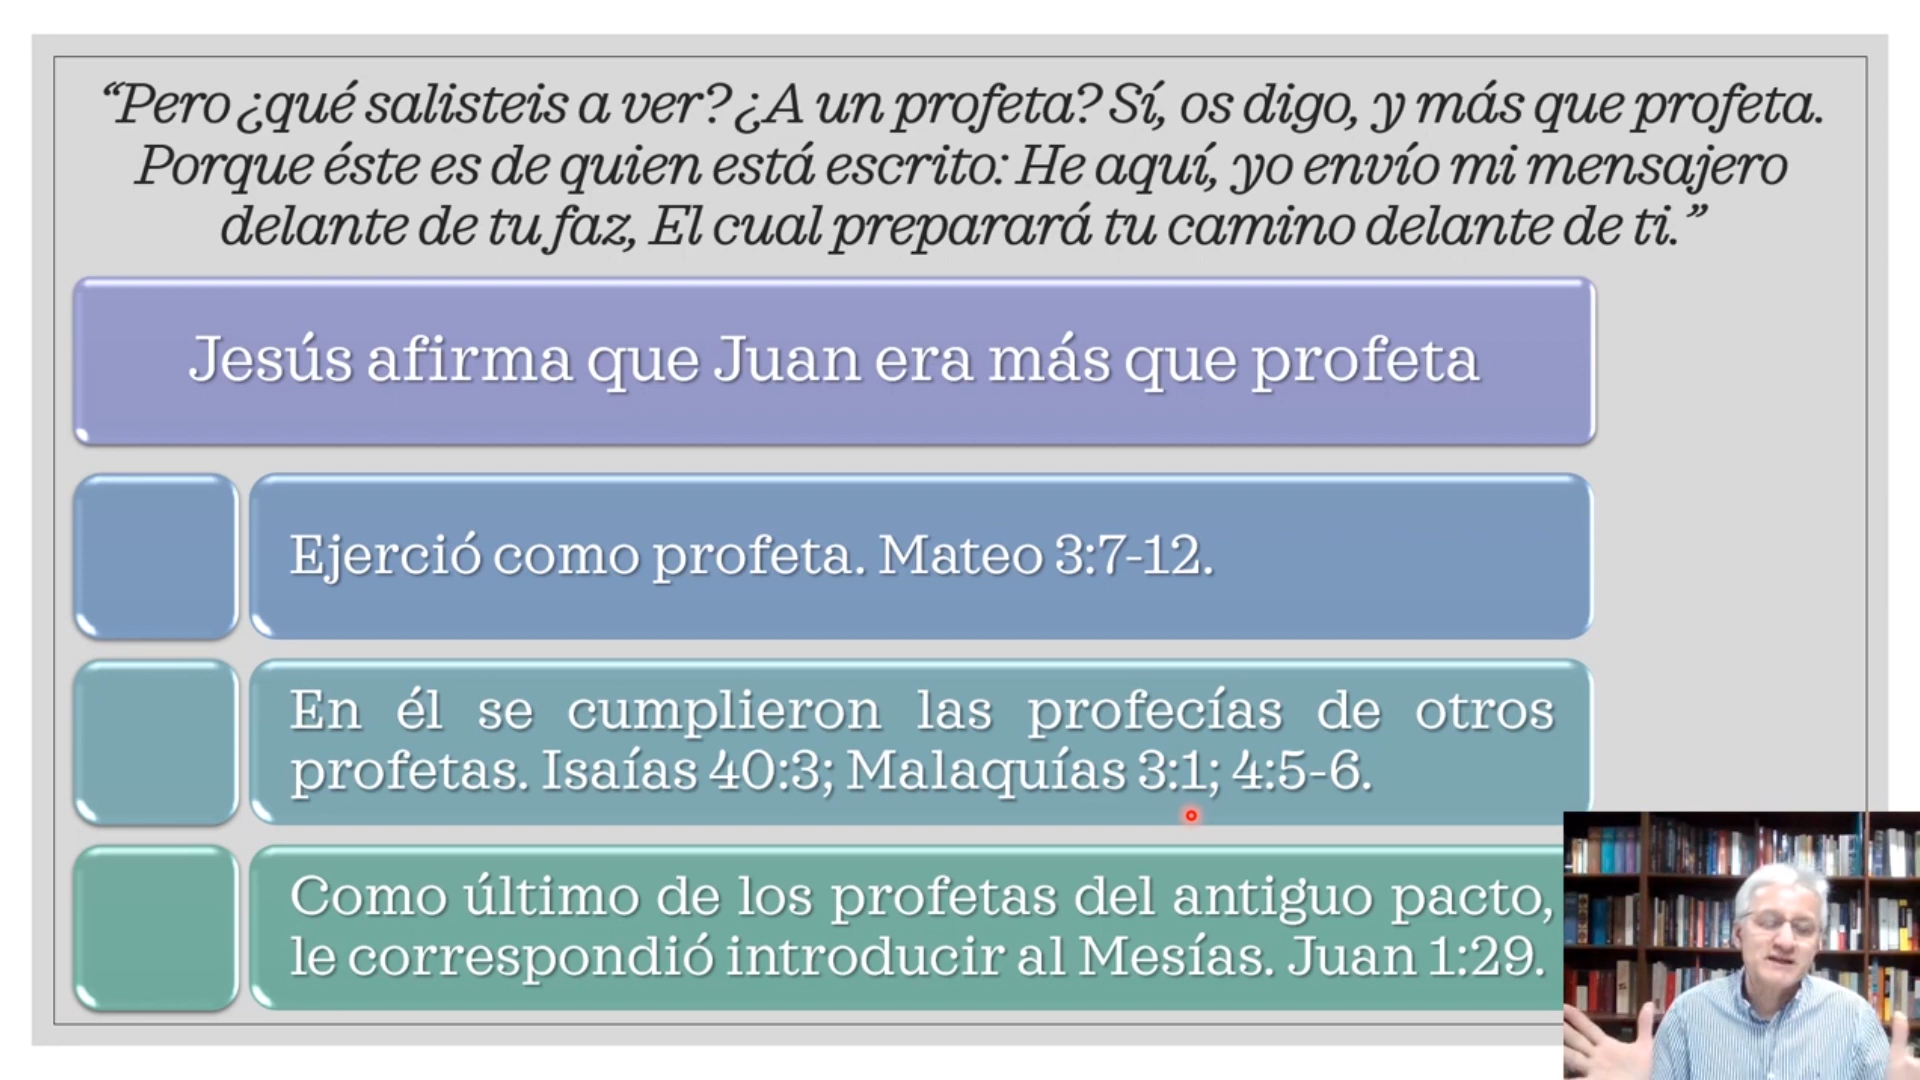 “Pero ¿qué salisteis a ver? ¿A un profeta? Sí, os digo, y más que profeta.
Porque éste es de quien está escrito: He aquí, yo envío mi mensajero
delante de tu faz, El cual preparará tu camino delante de ti.”
Jesús afirma que Juan era más que profeta
Ejerció como profeta. Mateo 3:7-12.
En él se cumplieron las profecías de otros
profetas. Isaías 40:3; Malaquías 3:1; 4:5-6.
Como último de los profetas del antiguo pacto,
le correspondió introducir al Mesías. Juan 1:29.